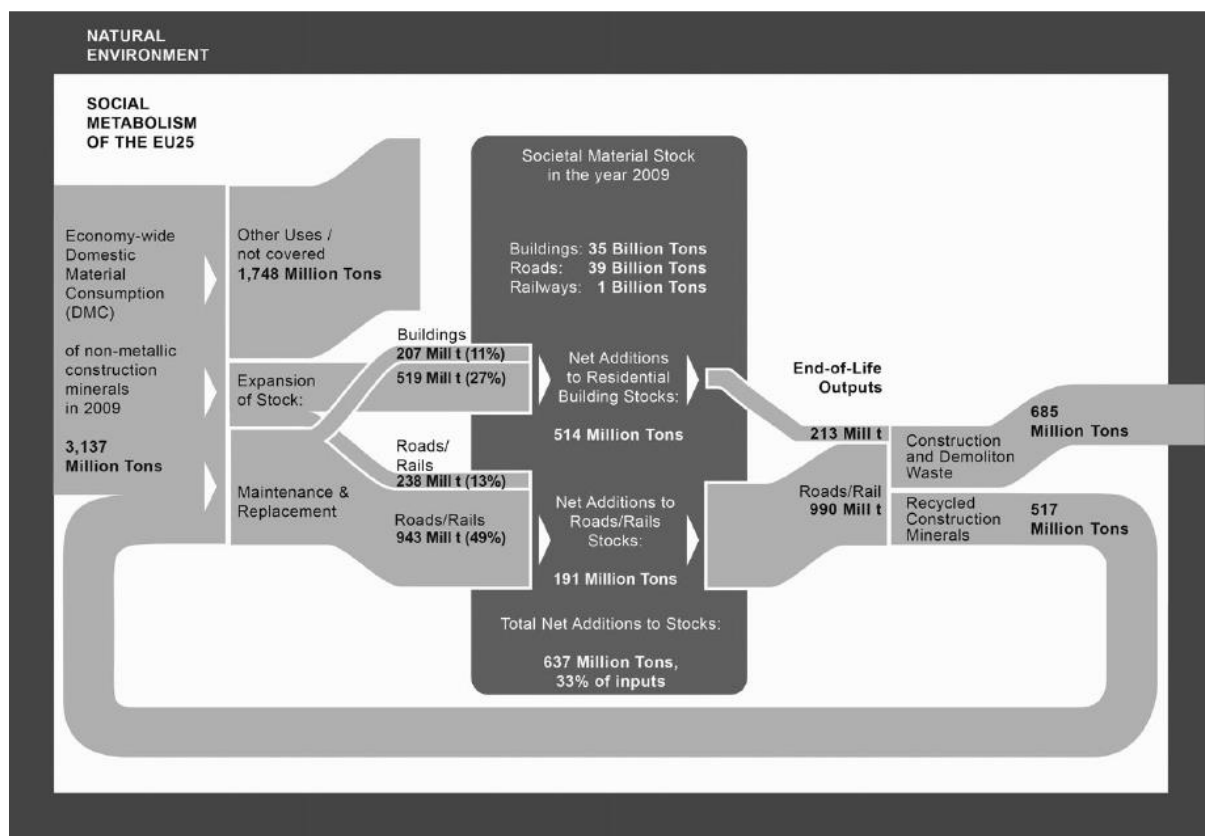 NATURAL
ENVIRONMENT
SOCIAL
METABOLISM
OF THE EU25
Economy-wide
Domestic
Material
Consumption
(DMC)
of non-metallic
construction
minerals
in 2009
3,137
Million Tons
Other Uses /
not covered
1,748 Million Tons
Expansion
of Stock:
Maintenance &
Replacement
Buildings
207 Mill t (11%)
519 Mill t (27%)
Roads/
Rails
238 Mill t (13%)
Roads/Rails
943 Mill t (49%)
Societal Material Stock
in the year 2009
Buildings: 35 Billion Tons
Roads: 39 Billion Tons
Railways: 1 Billion Tons
Net Additions
to Residential
Building Stocks:
514 Million Tons
Net Additions to
Roads/Rails
Stocks:
191 Million Tons
Total Net Additions to Stocks:
637 Million Tons,
33% of inputs
End-of-Life
Outputs
213 Mill t
Roads/Rail
990 Mill t
Construction
and Demoliton
Waste
685
Million Tons
Recycled
Construction
Minerals
517
Million Tons